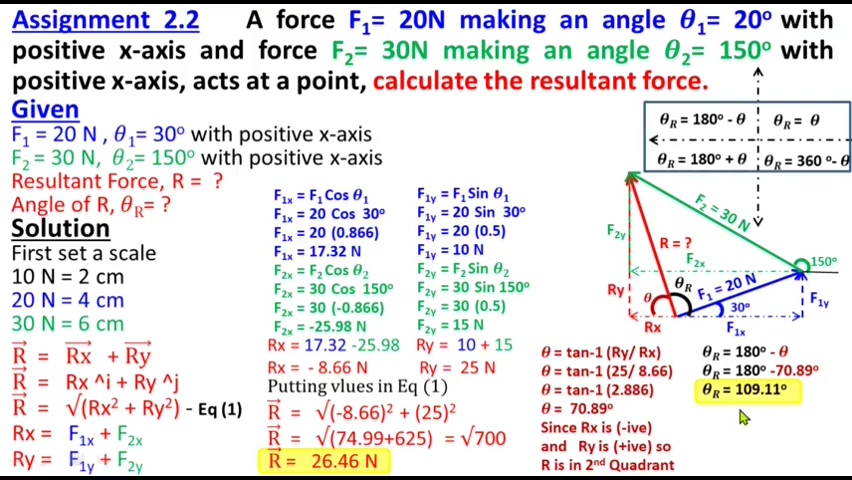 Assignment 2.2 A force F₁= 20N making an angle θ₁= 20° with
positive x-axis and force F₂= 30N making an angle θ₂= 150° with
positive x-axis, acts at a point, calculate the resultant force.
Given
F₁ = 20 N , θ₁= 30° with positive x-axis
F₂ = 30 N, θ₂= 150° with positive x-axis
Resultant Force, R = ?
Angle of R, θR= ?
Solution
First set a scale
10 N = 2 cm
20 N = 4 cm
30 N = 6 cm
R = Rx + Ry
R = Rx ^i + Ry ^j
R = √(Rx² + Ry²) - Eq (1)
Rx = F₁x + F₂x
Ry = F₁y + F₂y
F₁x = F₁ Cos θ₁
F₁x = 20 Cos 30°
F₁x = 20 (0.866)
F₁x = 17.32 N
F₂x = F₂ Cos θ₂
F₂x = 30 Cos 150°
F₂x = 30 (-0.866)
F₂x = -25.98 N
Rx = 17.32 -25.98
Rx = - 8.66 N
F₁y = F₁ Sin θ₁
F₁y = 20 Sin 30°
F₁y = 20 (0.5)
F₁y = 10 N
F₂y = F₂ Sin θ₂
F₂y = 30 Sin 150°
F₂y = 30 (0.5)
F₂y = 15 N
Ry = 10 + 15
Ry = 25 N
Putting vlues in Eq (1)
R = √(-8.66)² + (25)²
R = √(74.99+625) = √700
R = 26.46 N
θR = 180° - θ
θR = θ
θR = 180° + θ
θR = 360° - θ
F₂ = 30 N
F₂y
R = ?
F₂x
150°
Ry
θ
θR
F₁ = 20 N
30°
F₁y
Rx
F₁x
θ = tan-1 (Ry/ Rx)
θ = tan-1 (25/ 8.66)
θ = tan-1 (2.886)
θ = 70.89°
Since Rx is (-ive)
and Ry is (+ive) so
R is in 2nd Quadrant
θR = 180° - θ
θR = 180° -70.89°
θR = 109.11°